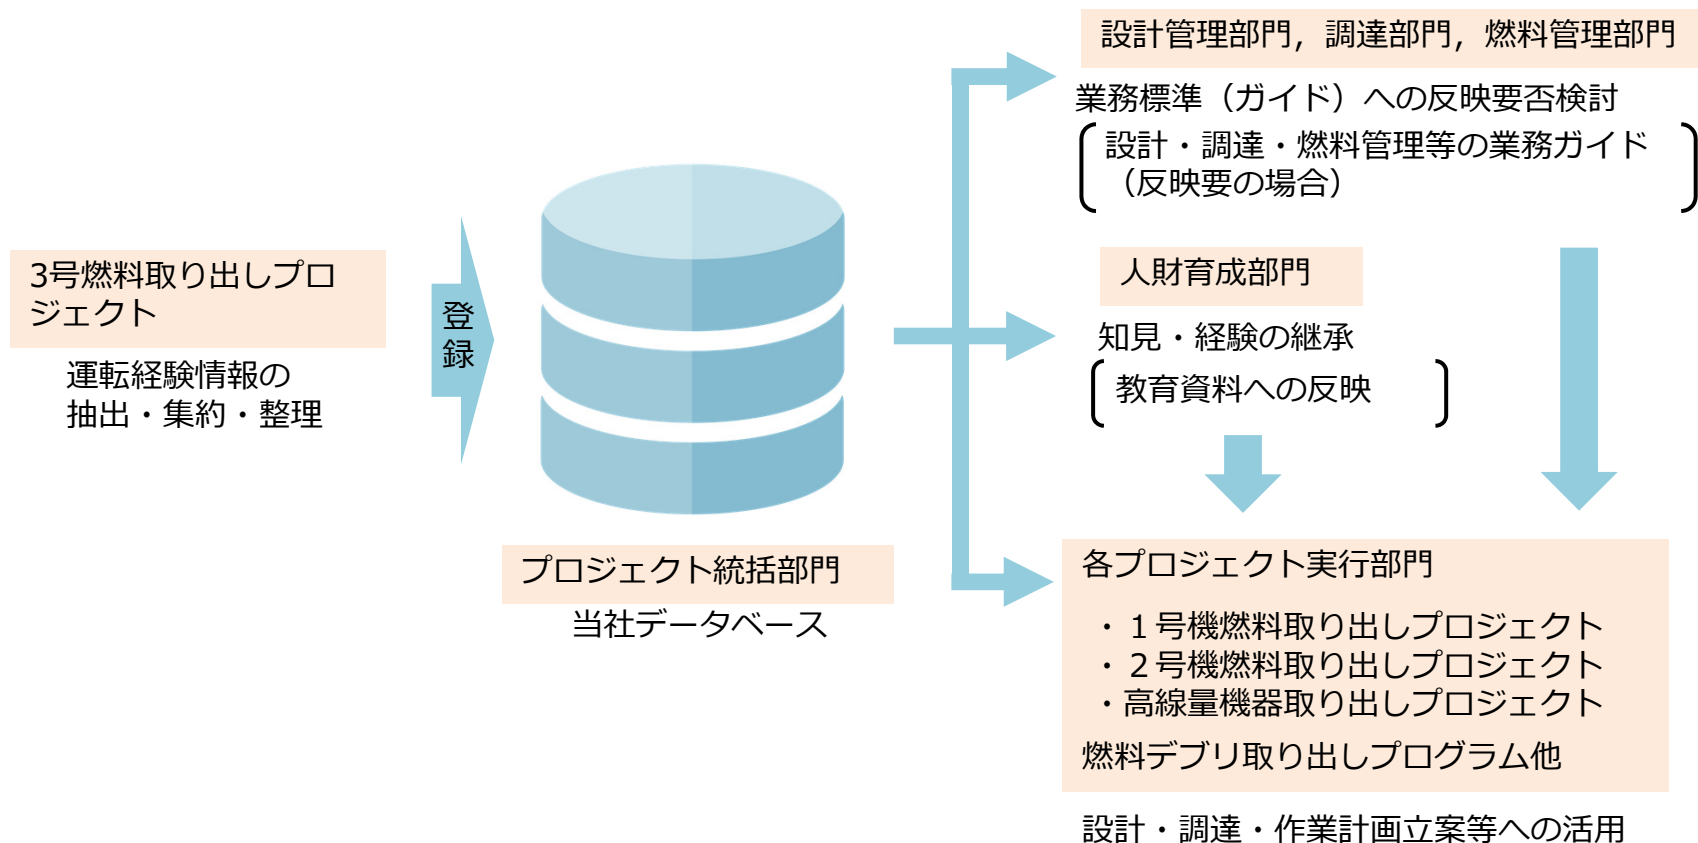 3号燃料取り出しプロ
ジェクト
運転経験情報の
抽出・集約・整理
登
録
プロジェクト統括部門
当社データベース
設計管理部門，調達部門，燃料管理部門
業務標準（ガイド）への反映要否検討
設計・調達・燃料管理等の業務ガイド
（反映要の場合）
人財育成部門
知見・経験の継承
教育資料への反映
各プロジェクト実行部門
・１号機燃料取り出しプロジェクト
・２号機燃料取り出しプロジェクト
・高線量機器取り出しプロジェクト
燃料デブリ取り出しプログラム他
設計・調達・作業計画立案等への活用